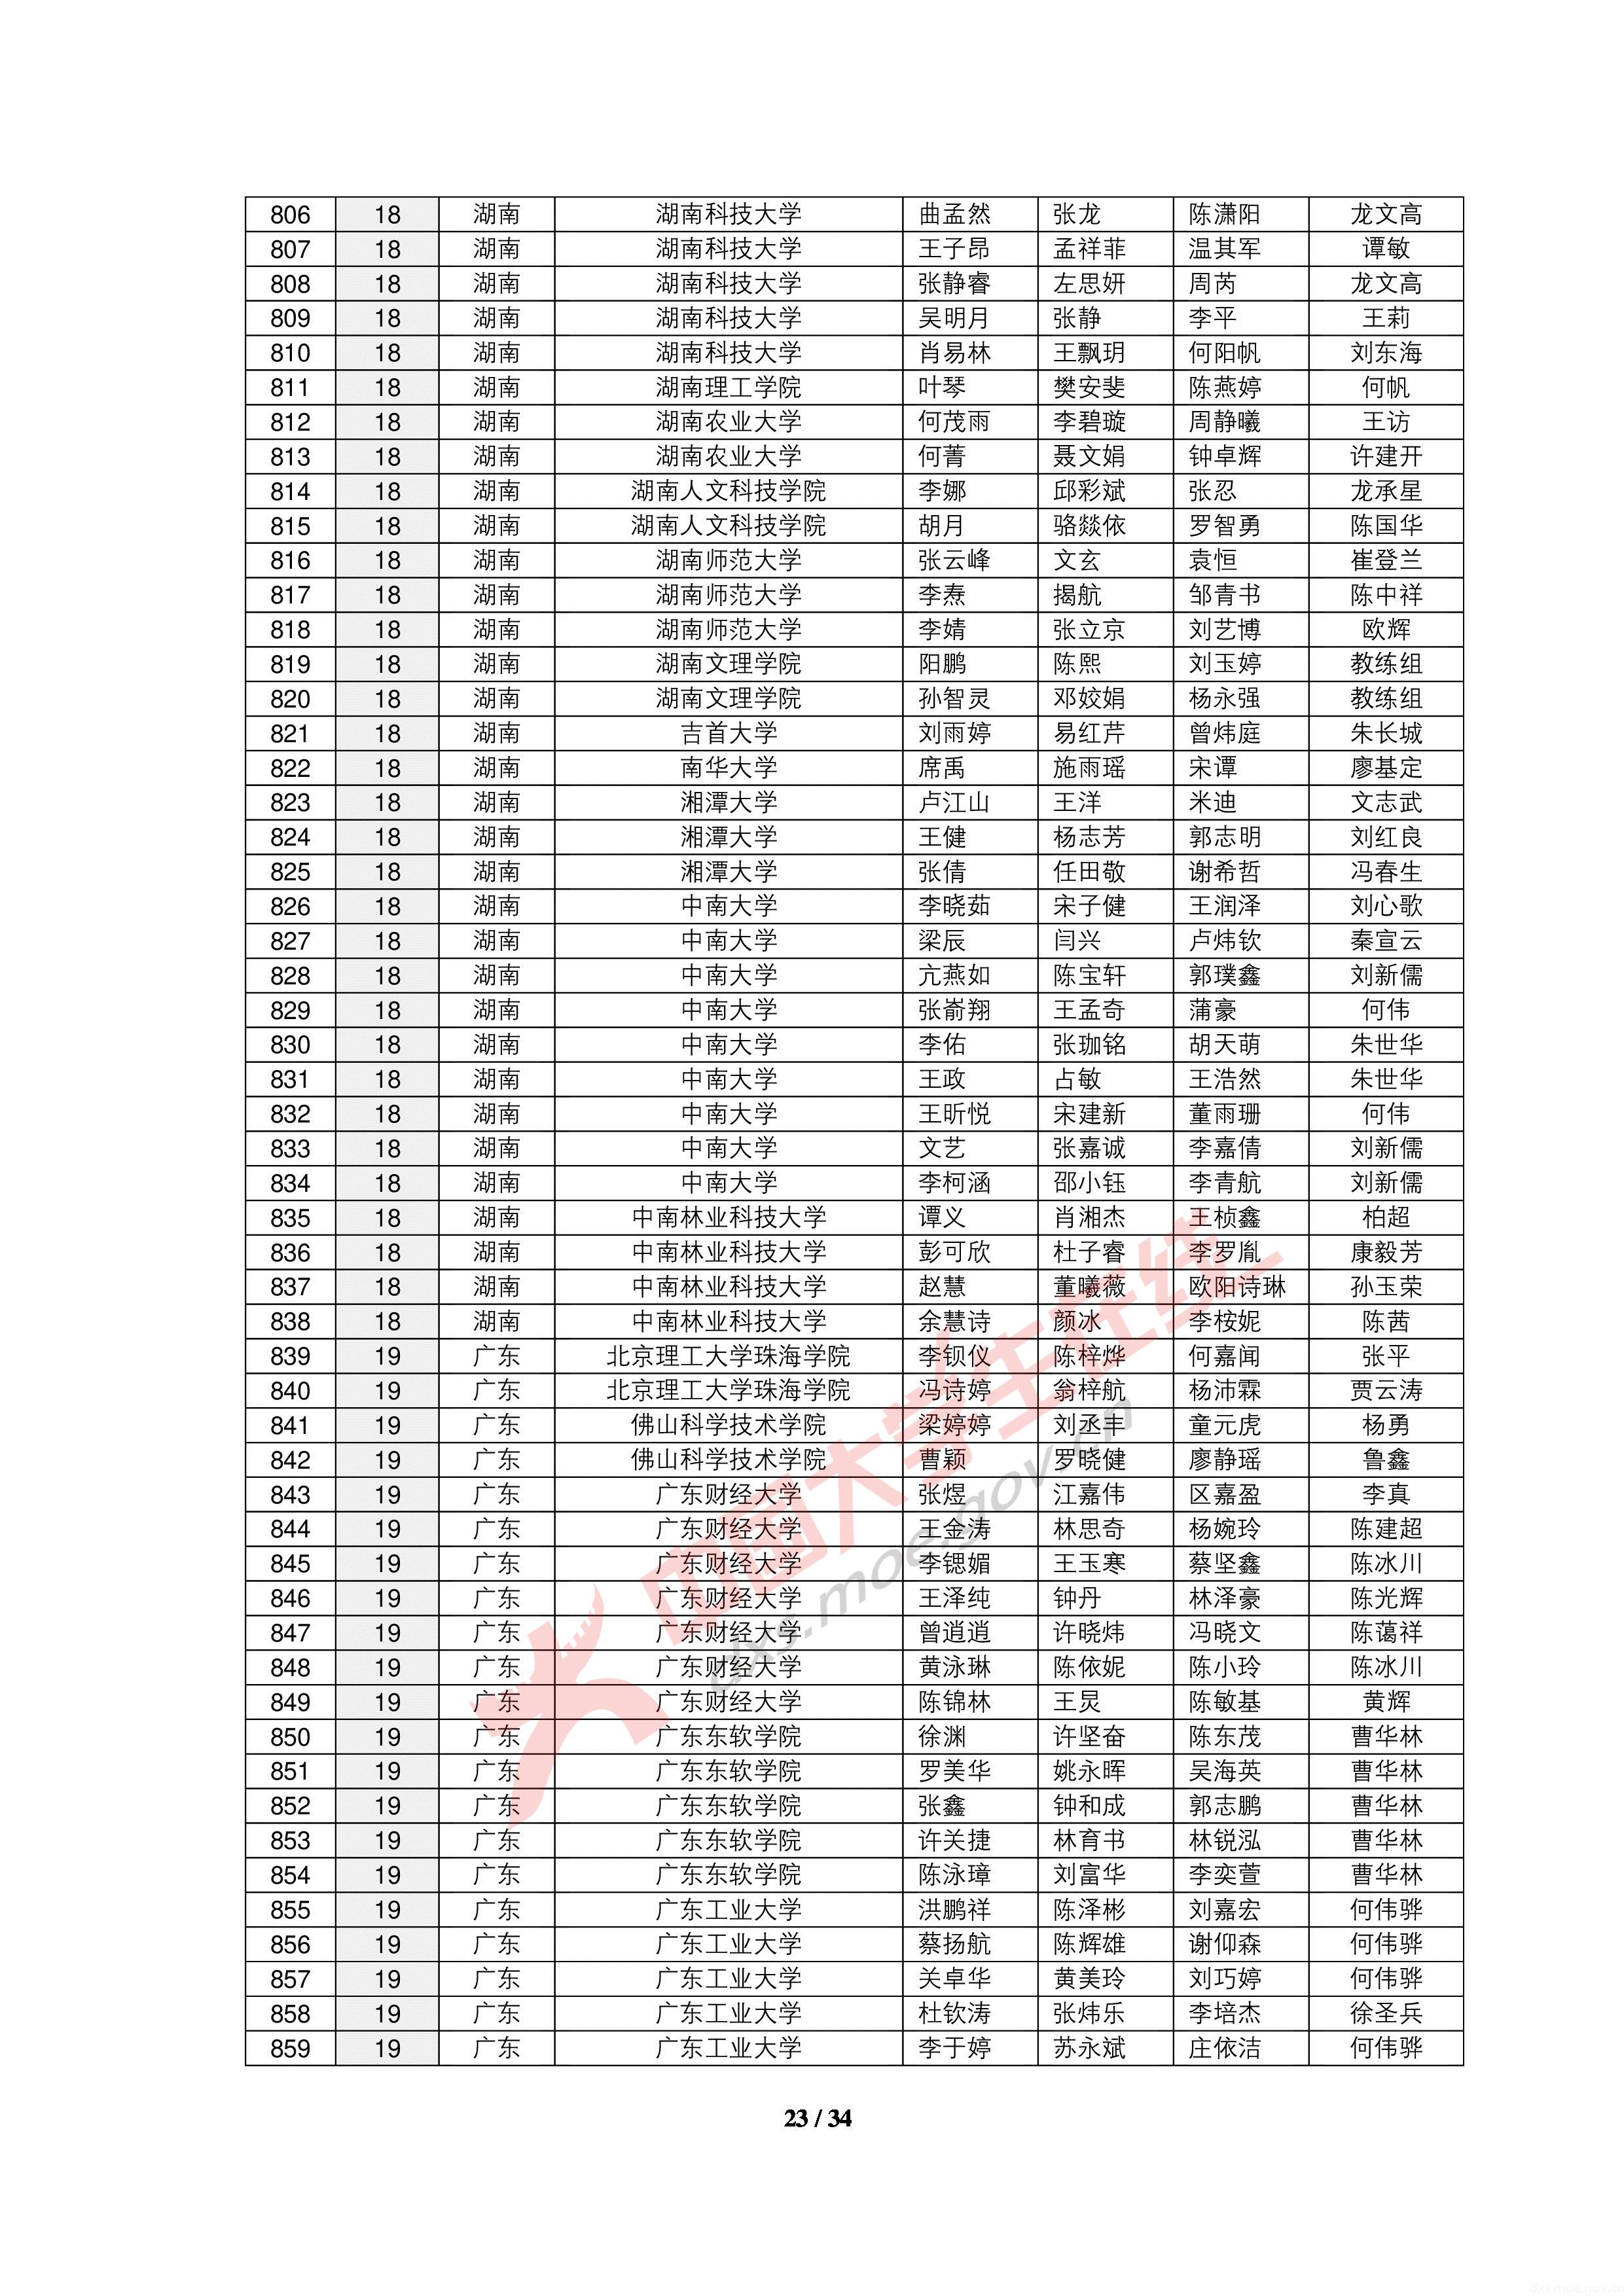 806 18 湖南 湖南科技大学 曲孟然 张龙 陈潇阳 龙文高
807 18 湖南 湖南科技大学 王子昂 孟祥菲 温其军 谭敏
808 18 湖南 湖南科技大学 张静睿 左思妍 周芮 龙文高
809 18 湖南 湖南科技大学 吴明月 张静 李平 王莉
810 18 湖南 湖南科技大学 肖易林 王飘玥 何阳帆 刘东海
811 18 湖南 湖南理工学院 叶琴 樊安斐 陈燕婷 何帆
812 18 湖南 湖南农业大学 何茂雨 李碧璇 周静曦 王访
813 18 湖南 湖南农业大学 何菁 聂文娟 钟卓辉 许建开
814 18 湖南 湖南人文科技学院 李娜 邱彩斌 张忍 龙承星
815 18 湖南 湖南人文科技学院 胡月 骆燚依 罗智勇 陈国华
816 18 湖南 湖南师范大学 张云峰 文玄 袁恒 崔登兰
817 18 湖南 湖南师范大学 李焘 揭航 邹青书 陈中祥
818 18 湖南 湖南师范大学 李婧 张立京 刘艺博 欧辉
819 18 湖南 湖南文理学院 阳鹏 陈熙 刘玉婷 教练组
820 18 湖南 湖南文理学院 孙智灵 邓姣娟 杨永强 教练组
821 18 湖南 吉首大学 刘雨婷 易红芹 曾炜庭 朱长城
822 18 湖南 南华大学 席禹 施雨瑶 宋谭 廖基定
823 18 湖南 湘潭大学 卢江山 王洋 米迪 文志武
824 18 湖南 湘潭大学 王健 杨志芳 郭志明 刘红良
825 18 湖南 湘潭大学 张倩 任田敬 谢希哲 冯春生
826 18 湖南 中南大学 李晓茹 宋子健 王润泽 刘心歌
827 18 湖南 中南大学 梁辰 闫兴 卢炜钦 秦宣云
828 18 湖南 中南大学 亢燕如 陈宝轩 郭璞鑫 刘新儒
829 18 湖南 中南大学 张嵛翔 王孟奇 蒲豪 何伟
830 18 湖南 中南大学 李佑 张珈铭 胡天萌 朱世华
831 18 湖南 中南大学 王政 占敏 王浩然 朱世华
832 18 湖南 中南大学 王昕悦 宋建新 董雨珊 何伟
833 18 湖南 中南大学 文艺 张嘉诚 李嘉倩 刘新儒
834 18 湖南 中南大学 李柯涵 邵小钰 李青航 刘新儒
835 18 湖南 中南林业科技大学 谭义 肖湘杰 王桢鑫 柏超
836 18 湖南 中南林业科技大学 彭可欣 杜子睿 李罗胤 康毅芳
837 18 湖南 中南林业科技大学 赵慧 董曦薇 欧阳诗琳 孙玉荣
838 18 湖南 中南林业科技大学 余慧诗 颜冰 李桉妮 陈茜
839 19 广东 北京理工大学珠海学院 李钡仪 陈梓烨 何嘉闻 张平
840 19 广东 北京理工大学珠海学院 冯诗婷 翁梓航 杨沛霖 贾云涛
841 19 广东 佛山科学技术学院 梁婷婷 刘丞丰 童元虎 杨勇
842 19 广东 佛山科学技术学院 曹颖 罗晓健 廖静瑶 鲁鑫
843 19 广东 广东财经大学 张煜 江嘉伟 区嘉盈 李真
844 19 广东 广东财经大学 王金涛 林思奇 杨婉玲 陈建超
845 19 广东 广东财经大学 李锶媚 王玉寒 蔡坚鑫 陈冰川
846 19 广东 广东财经大学 王泽纯 钟丹 林泽豪 陈光辉
847 19 广东 广东财经大学 曾逍逍 许晓炜 冯晓文 陈蔼祥
848 19 广东 广东财经大学 黄泳琳 陈依妮 陈小玲 陈冰川
849 19 广东 广东财经大学 陈锦林 王炅 陈敏基 黄辉
850 19 广东 广东东软学院 徐渊 许坚奋 陈东茂 曹华林
851 19 广东 广东东软学院 罗美华 姚永晖 吴海英 曹华林
852 19 广东 广东东软学院 张鑫 钟和成 郭志鹏 曹华林
853 19 广东 广东东软学院 许关捷 林育书 林锐泓 曹华林
854 19 广东 广东东软学院 陈泳璋 刘富华 李奕萱 曹华林
855 19 广东 广东工业大学 洪鹏祥 陈泽彬 刘嘉宏 何伟骅
856 19 广东 广东工业大学 蔡扬航 陈辉雄 谢仰森 何伟骅
857 19 广东 广东工业大学 关卓华 黄美玲 刘巧婷 何伟骅
858 19 广东 广东工业大学 杜钦涛 张炜乐 李培杰 徐圣兵
859 19 广东 广东工业大学 李于婷 苏永斌 庄依洁 何伟骅
中国大学生在线
dxs.moe.gov.cn
23 / 34
dxs.moe.gov.cn